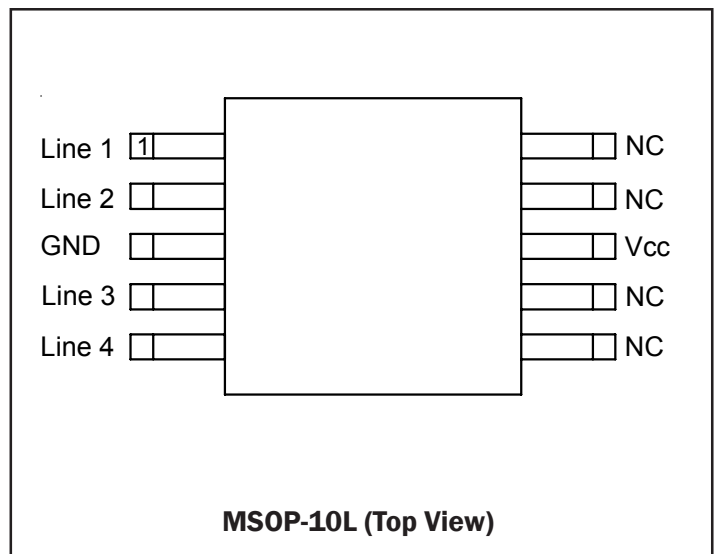 Line 1 1 NC
Line 2 NC
GND Vcc
Line 3 NC
Line 4 NC
MSOP-10L (Top View)